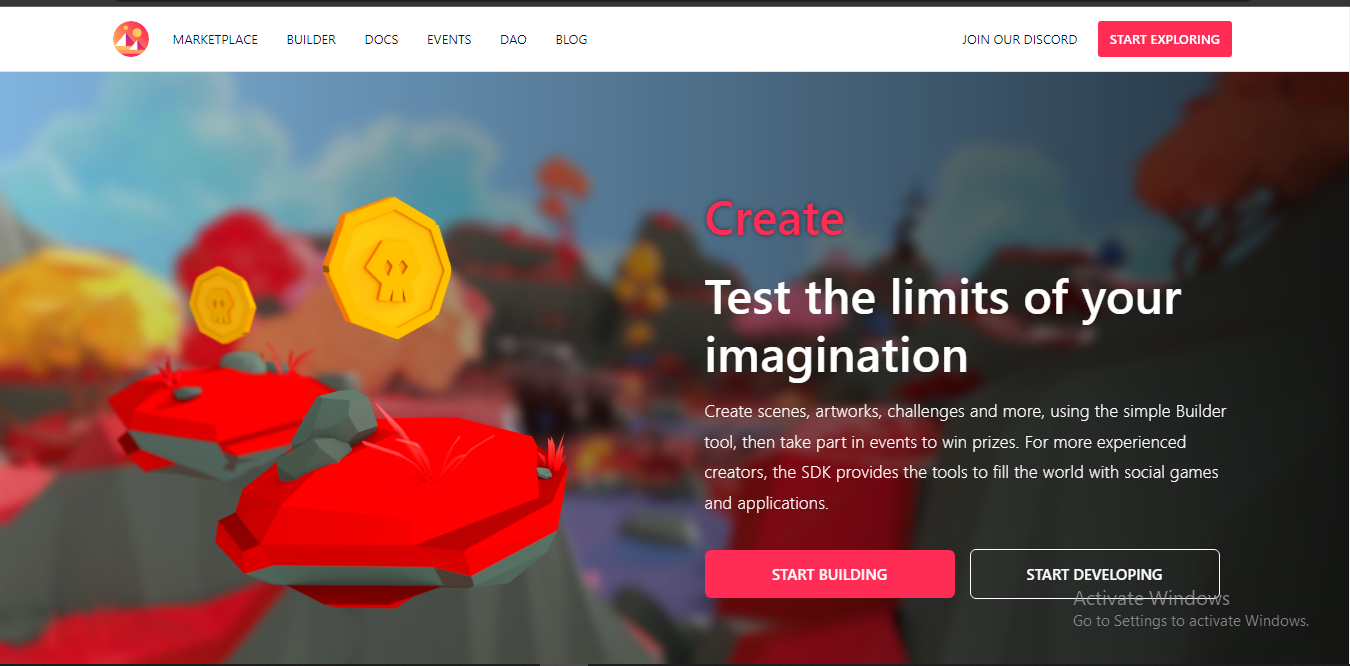 MARKETPLACE BUILDER DOCS EVENTS DAO BLOG JOIN OUR DISCORD START EXPLORING
Create
Test the limits of your
imagination
Create scenes, artworks, challenges and more, using the simple Builder
tool, then take part in events to win prizes. For more experienced
creators, the SDK provides the tools to fill the world with social games
and applications.
START BUILDING START DEVELOPING
Activate Windows
Go to Settings to activate Windows.